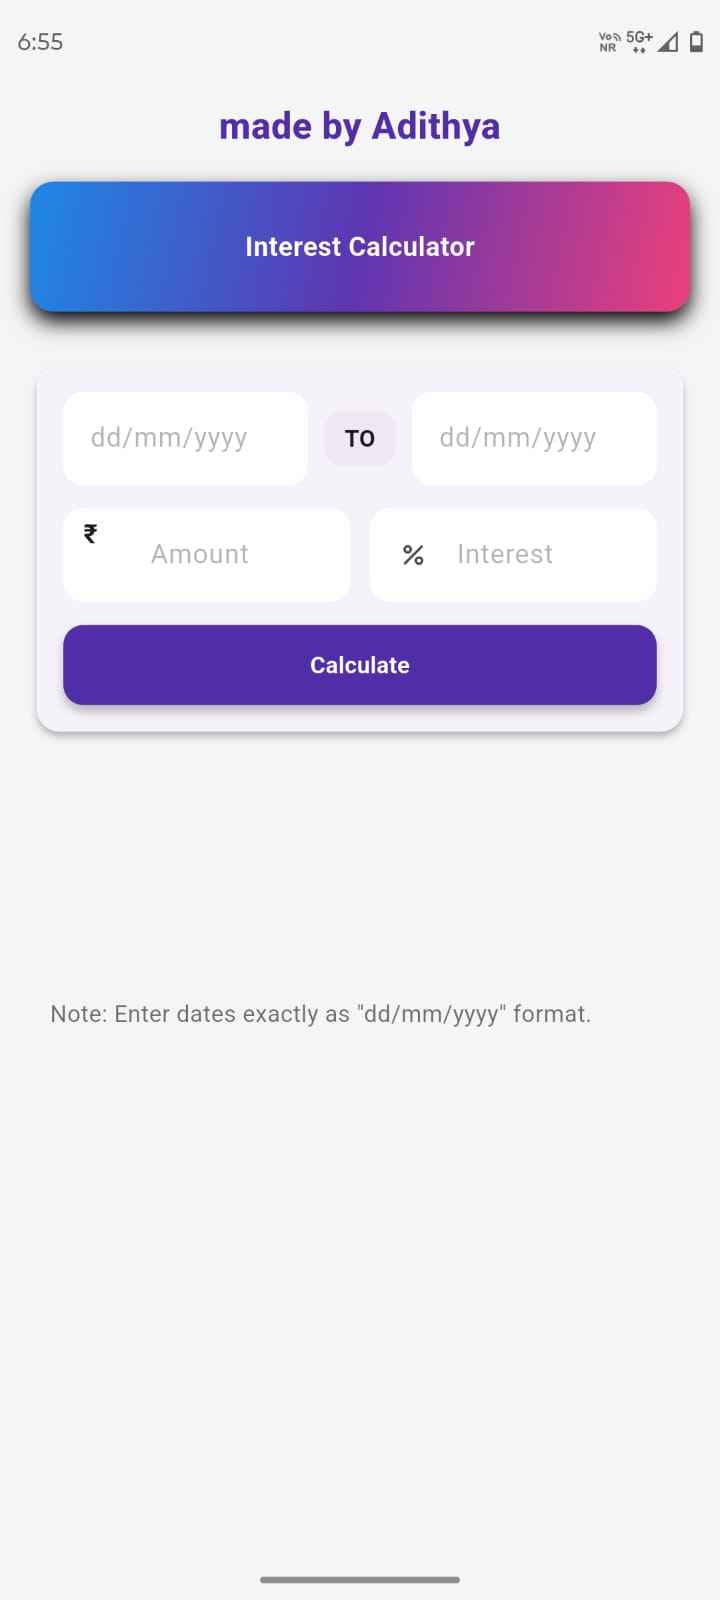 6:55
Vo NR 5G+
made by Adithya
Interest Calculator
dd/mm/yyyy TO dd/mm/yyyy
₹ Amount % Interest
Calculate
Note: Enter dates exactly as "dd/mm/yyyy" format.